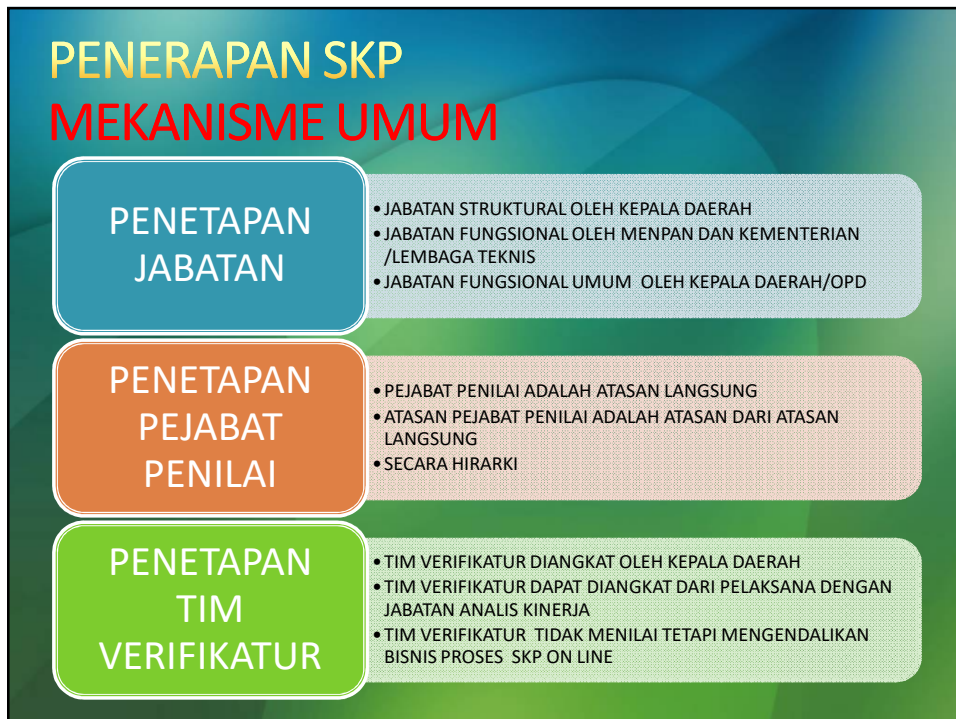 PENERAPAN SKP
MEKANISME UMUM
PENETAPAN
JABATAN
•JABATAN STRUKTURAL OLEH KEPALA DAERAH
•JABATAN FUNGSIONAL OLEH MENPAN DAN KEMENTERIAN
/LEMBAGA TEKNIS
•JABATAN FUNGSIONAL UMUM OLEH KEPALA DAERAH/OPD
PENETAPAN
PEJABAT
PENILAI
•PEJABAT PENILAI ADALAH ATASAN LANGSUNG
•ATASAN PEJABAT PENILAI ADALAH ATASAN DARI ATASAN
LANGSUNG
•SECARA HIRARKI
PENETAPAN
TIM
VERIFIKATUR
•TIM VERIFIKATUR DIANGKAT OLEH KEPALA DAERAH
•TIM VERIFIKATUR DAPAT DIANGKAT DARI PELAKSANA DENGAN
JABATAN ANALIS KINERJA
•TIM VERIFIKATUR TIDAK MENILAI TETAPI MENGENDALIKAN
BISNIS PROSES SKP ON LINE